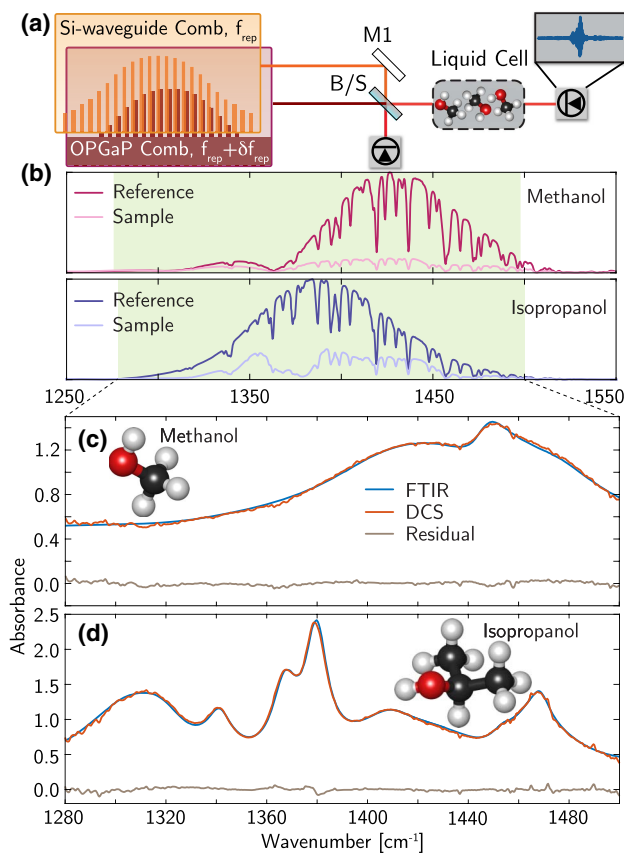 (a)
Si-waveguide Comb, f_rep
OPGaP Comb, f_rep+δf_rep
M1
B/S
Liquid Cell
(b)
Reference
Sample
Methanol
Reference
Sample
Isopropanol
1250 1350 1450 1550
(c)
Methanol
FTIR
DCS
Residual
1.2
0.8
0.4
0.0
Absorbance
(d)
Isopropanol
2.5
2.0
1.5
1.0
0.5
0.0
1280 1320 1360 1400 1440 1480
Wavenumber [cm⁻¹]